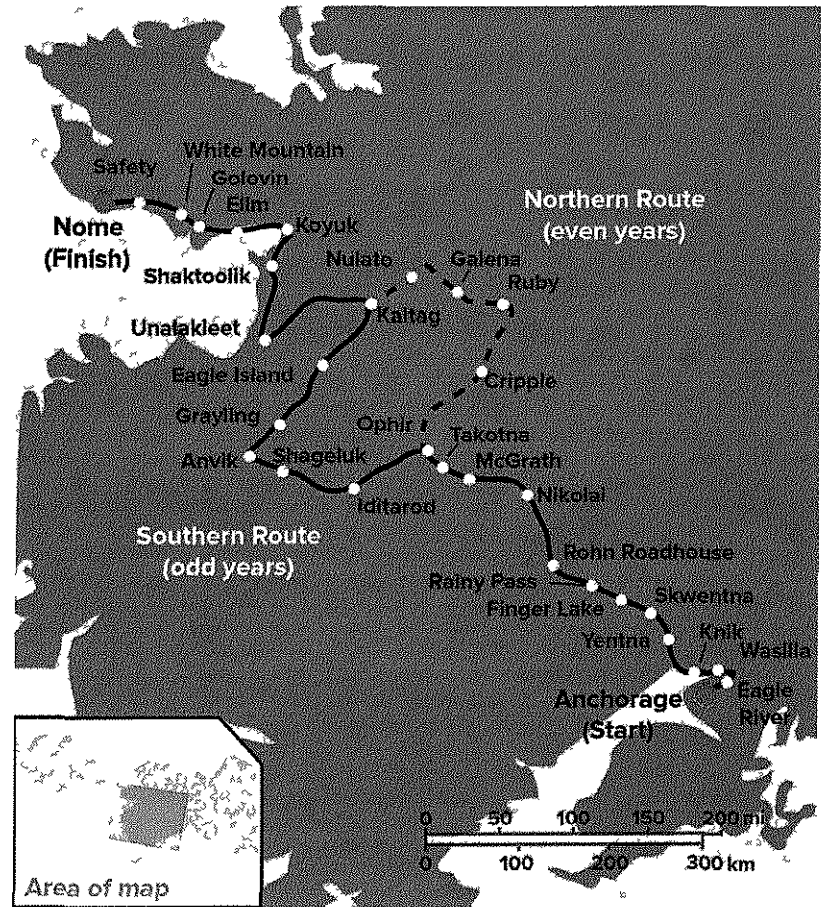 White Mountain
Safety
Golovin
Elim
Northern Route
(even years)
Nome
(Finish)
Koyuk
Nulato
Galena
Shaktoolik
Ruby
Unalakleet
Kaltag
Eagle Island
Cripple
Grayling
Ophir
Takotna
Anvik
Shageluk
McGrath
Iditarod
Nikolai
Southern Route
(odd years)
Rohn Roadhouse
Rainy Pass
Finger Lake
Skwentna
Yentna
Knik
Wasilla
Anchorage
(Start)
Eagle
River
0 50 100 150 200 mi
0 100 200 300 km
Area of map